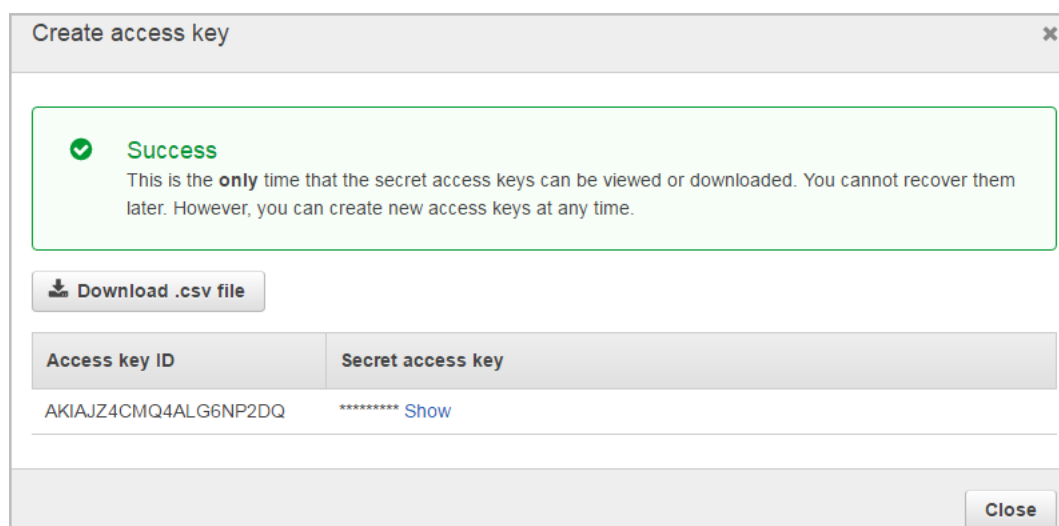 Create access key
Success
This is the only time that the secret access keys can be viewed or downloaded. You cannot recover them
later. However, you can create new access keys at any time.
Download .csv file
Access key ID Secret access key
AKIAJZ4CMQ4ALG6NP2DQ ********* Show
Close